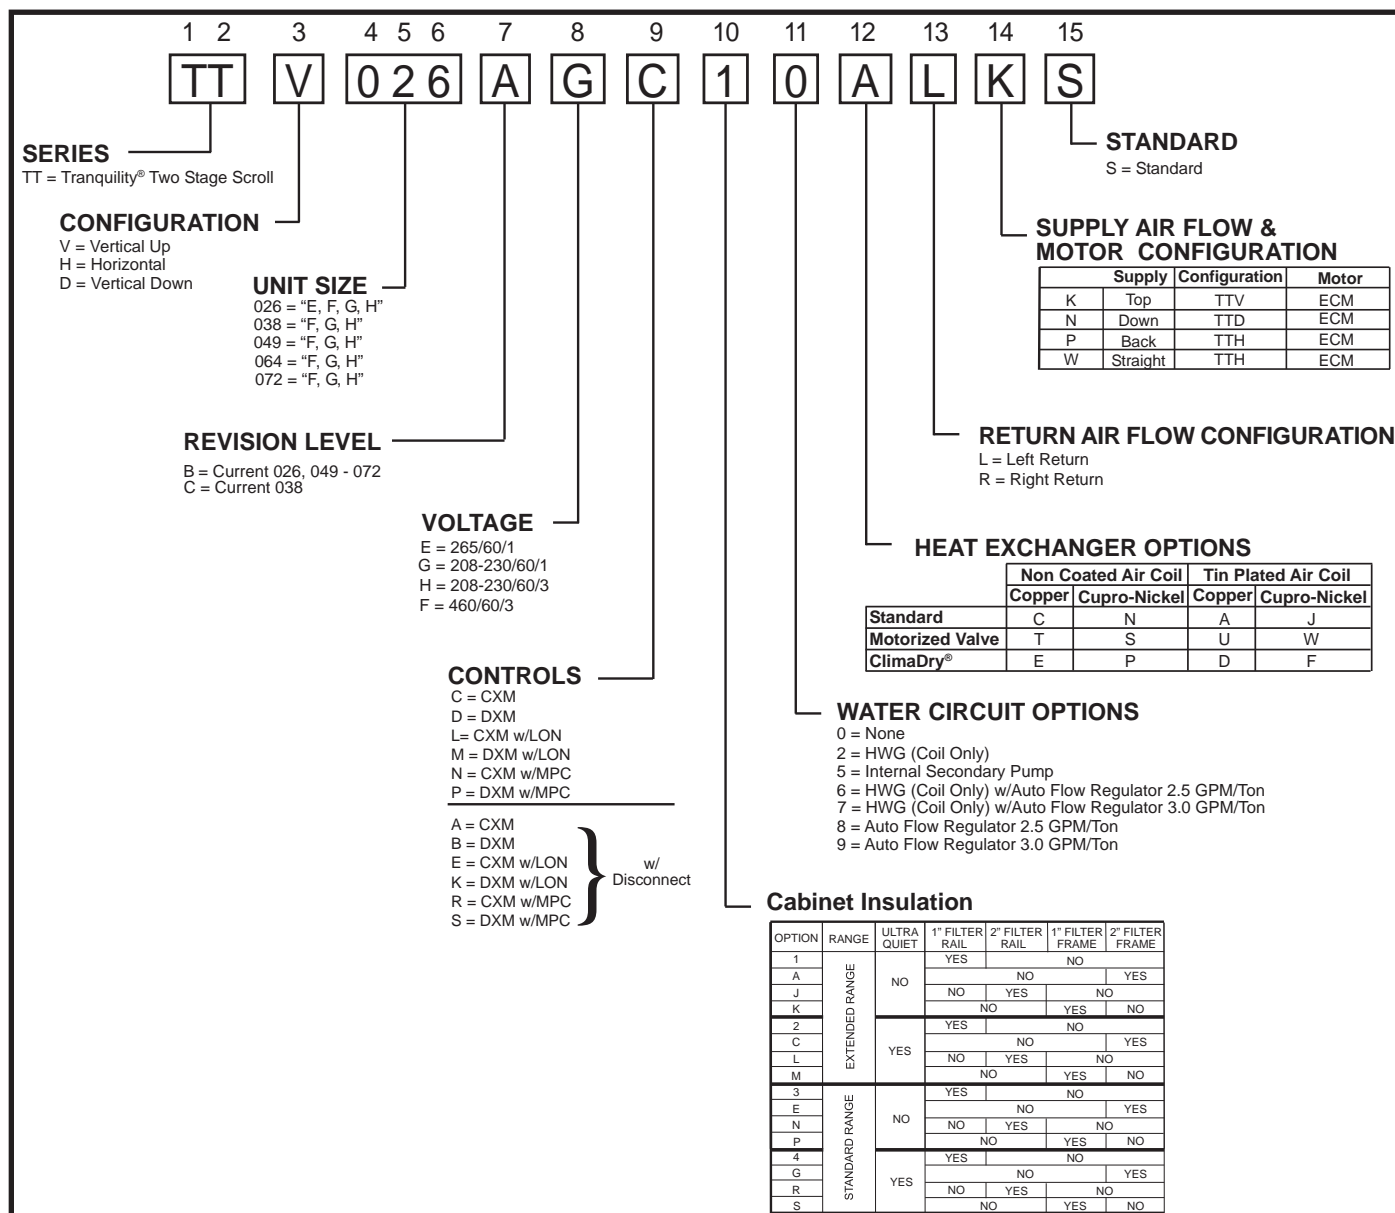 1 2 3 4 5 6 7 8 9 10 11 12 13 14 15
TT V 026 A G C 1 0 A L K S
SERIES
TT = Tranquility® Two Stage Scroll
CONFIGURATION
V = Vertical Up
H = Horizontal
D = Vertical Down
UNIT SIZE
026 = “E, F, G, H”
038 = “F, G, H”
049 = “F, G, H”
064 = “F, G, H”
072 = “F, G, H”
REVISION LEVEL
B = Current 026, 049 - 072
C = Current 038
VOLTAGE
E = 265/60/1
G = 208-230/60/1
H = 208-230/60/3
F = 460/60/3
CONTROLS
C = CXM
D = DXM
L= CXM w/LON
M = DXM w/LON
N = CXM w/MPC
P = DXM w/MPC
A = CXM
B = DXM
E = CXM w/LON
K = DXM w/LON
R = CXM w/MPC
S = DXM w/MPC
w/
Disconnect
STANDARD
S = Standard
SUPPLY AIR FLOW &
MOTOR CONFIGURATION
Supply Configuration Motor
K Top TTV ECM
N Down TTD ECM
P Back TTH ECM
W Straight TTH ECM
RETURN AIR FLOW CONFIGURATION
L = Left Return
R = Right Return
HEAT EXCHANGER OPTIONS
Non Coated Air Coil Tin Plated Air Coil
Copper Cupro-Nickel Copper Cupro-Nickel
Standard C N A J
Motorized Valve T S U W
ClimaDry® E P D F
WATER CIRCUIT OPTIONS
0 = None
2 = HWG (Coil Only)
5 = Internal Secondary Pump
6 = HWG (Coil Only) w/Auto Flow Regulator 2.5 GPM/Ton
7 = HWG (Coil Only) w/Auto Flow Regulator 3.0 GPM/Ton
8 = Auto Flow Regulator 2.5 GPM/Ton
9 = Auto Flow Regulator 3.0 GPM/Ton
Cabinet Insulation
OPTION RANGE ULTRA QUIET 1” FILTER RAIL 2” FILTER RAIL 1” FILTER FRAME 2” FILTER FRAME
EXTENDED RANGE
NO
1 YES NO
A NO YES
J NO YES NO
K NO YES NO
YES
2 YES NO
C NO YES
L NO YES NO
M NO YES NO
STANDARD RANGE
NO
3 YES NO
E NO YES
N NO YES NO
P NO YES NO
YES
4 YES NO
G NO YES
R NO YES NO
S NO YES NO